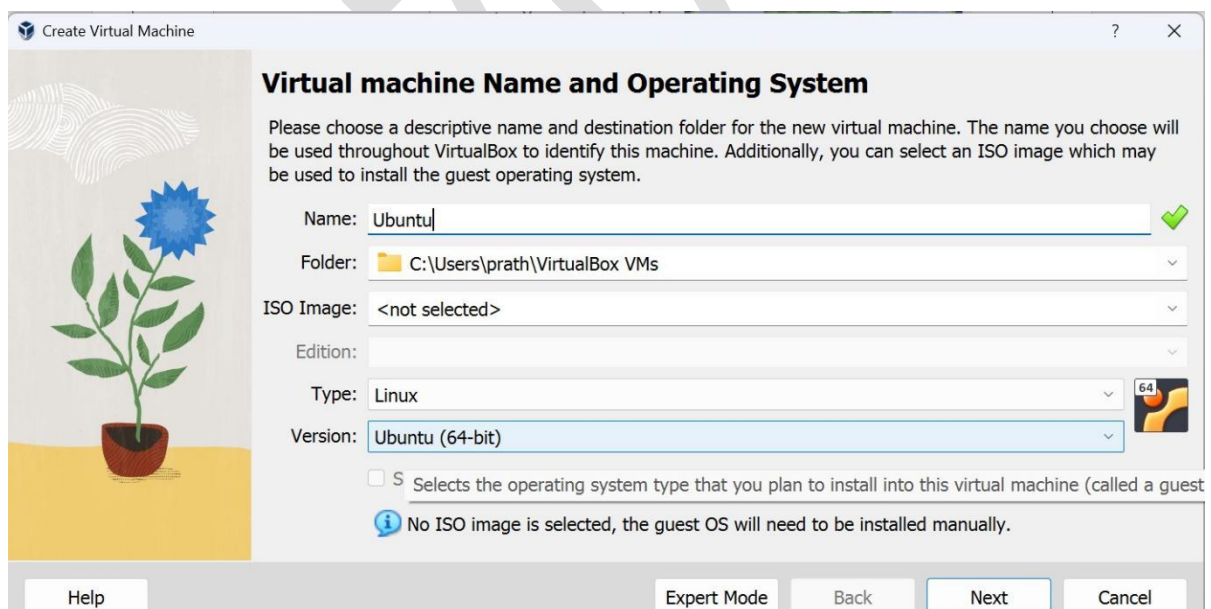 Create Virtual Machine
?
Virtual machine Name and Operating System
Please choose a descriptive name and destination folder for the new virtual machine. The name you choose will
be used throughout VirtualBox to identify this machine. Additionally, you can select an ISO image which may
be used to install the guest operating system.
Name: Ubuntu
Folder: C:\Users\prath\VirtualBox VMs
ISO Image: <not selected>
Edition:
Type: Linux
64
Version: Ubuntu (64-bit)
S Selects the operating system type that you plan to install into this virtual machine (called a guest
No ISO image is selected, the guest OS will need to be installed manually.
Help Expert Mode Back Next Cancel